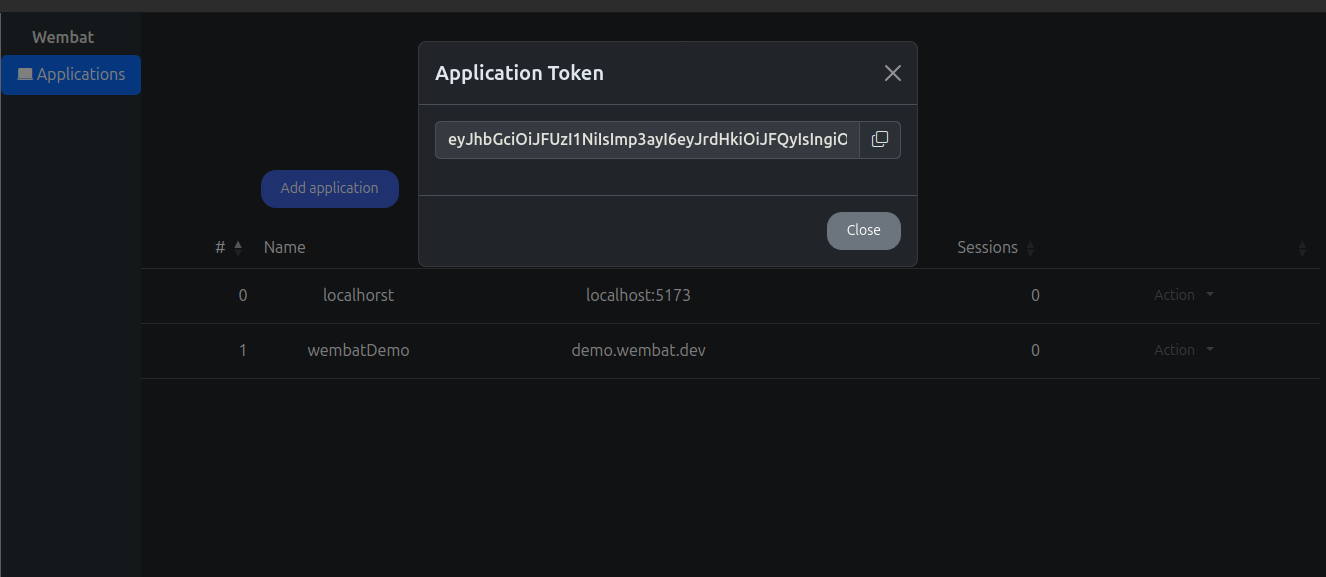 Wembat
Applications
Application Token
eyJhbGciOiJFUzI1NiIsImp3ayI6eyJrdHkiOiJFQyIsIngiO
Close
Add application
# Name Sessions
0 localhorst localhost:5173 0 Action
1 wembatDemo demo.wembat.dev 0 Action